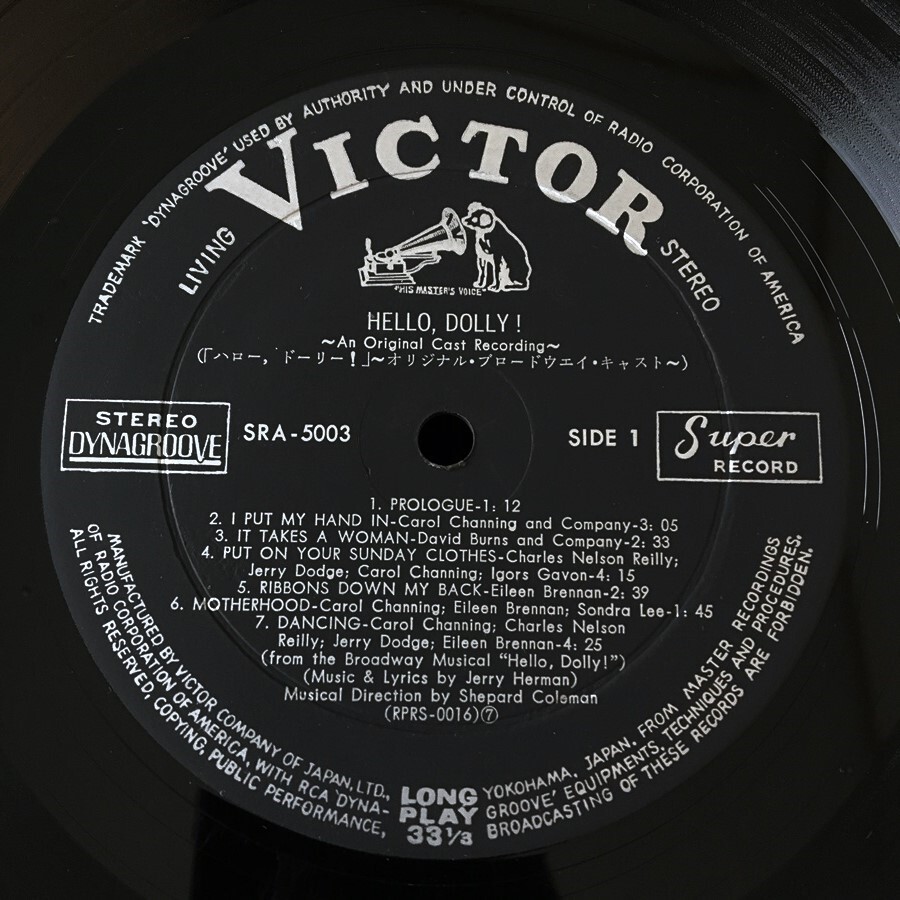 TRADEMARK 'DYNAGROOVE' USED BY AUTHORITY AND UNDER CONTROL OF RADIO CORPORATION OF AMERICA
LIVING VICTOR STEREO
"HIS MASTER'S VOICE"
HELLO, DOLLY!
~An Original Cast Recording~
(「ハロー, ドーリー!」~オリジナル・ブロードウエイ・キャスト~)
STEREO
DYNAGROOVE
SRA-5003
SIDE 1
Super
RECORD
1. PROLOGUE-1: 12
2. I PUT MY HAND IN-Carol Channing and Company-3: 05
3. IT TAKES A WOMAN-David Burns and Company-2: 33
4. PUT ON YOUR SUNDAY CLOTHES-Charles Nelson Reilly;
Jerry Dodge; Carol Channing; Igors Gavon-4: 15
5. RIBBONS DOWN MY BACK-Eileen Brennan-2: 39
6. MOTHERHOOD-Carol Channing; Eileen Brennan; Sondra Lee-1: 45
7. DANCING-Carol Channing; Charles Nelson
Reilly; Jerry Dodge; Eileen Brennan-4: 25
(from the Broadway Musical "Hello, Dolly!")
(Music & Lyrics by Jerry Herman)
Musical Direction by Shepard Coleman
(RPRS-0016)⑦
MANUFACTURED BY VICTOR COMPANY OF JAPAN, LTD., YOKOHAMA, JAPAN, FROM MASTER RECORDINGS
OF RADIO CORPORATION OF AMERICA, WITH RCA 'DYNA-GROOVE' EQUIPMENTS, TECHNIQUES AND PROCEDURES.
ALL RIGHTS RESERVED, COPYING, PUBLIC PERFORMANCE, BROADCASTING OF THESE RECORDS ARE FORBIDDEN.
LONG
PLAY
33 1/3